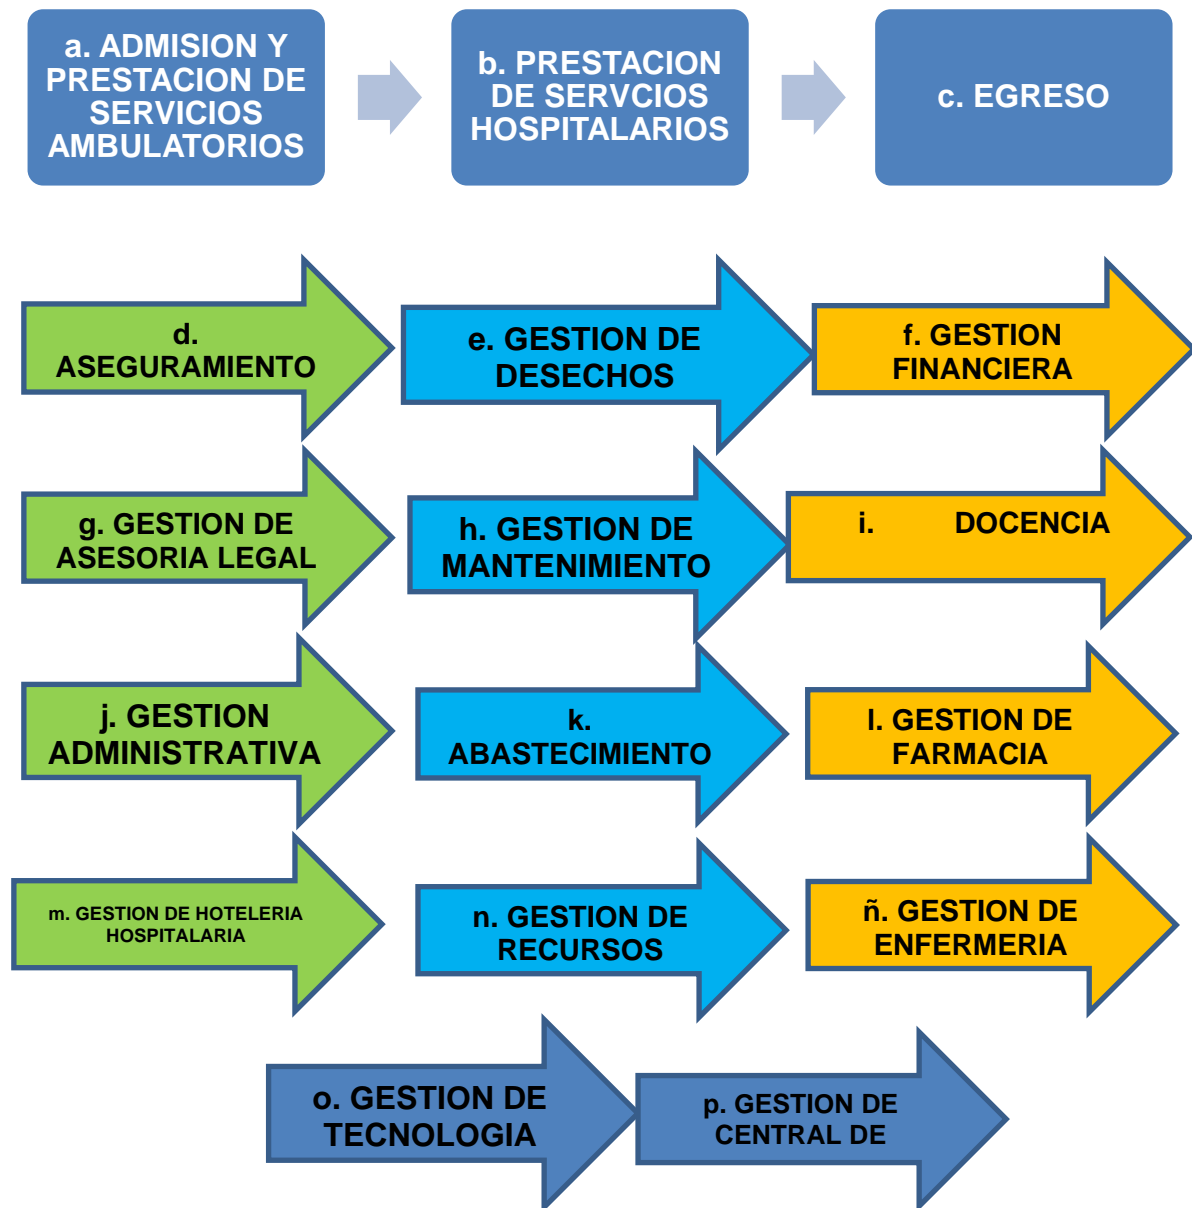 a. ADMISION Y
PRESTACION DE
SERVICIOS
AMBULATORIOS
b. PRESTACION
DE SERVCIOS
HOSPITALARIOS
c. EGRESO
d.
ASEGURAMIENTO
e. GESTION DE
DESECHOS
f. GESTION
FINANCIERA
g. GESTION DE
ASESORIA LEGAL
h. GESTION DE
MANTENIMIENTO
i. DOCENCIA
j. GESTION
ADMINISTRATIVA
k.
ABASTECIMIENTO
l. GESTION DE
FARMACIA
m. GESTION DE HOTELERIA
HOSPITALARIA
n. GESTION DE
RECURSOS
ñ. GESTION DE
ENFERMERIA
o. GESTION DE
TECNOLOGIA
p. GESTION DE
CENTRAL DE